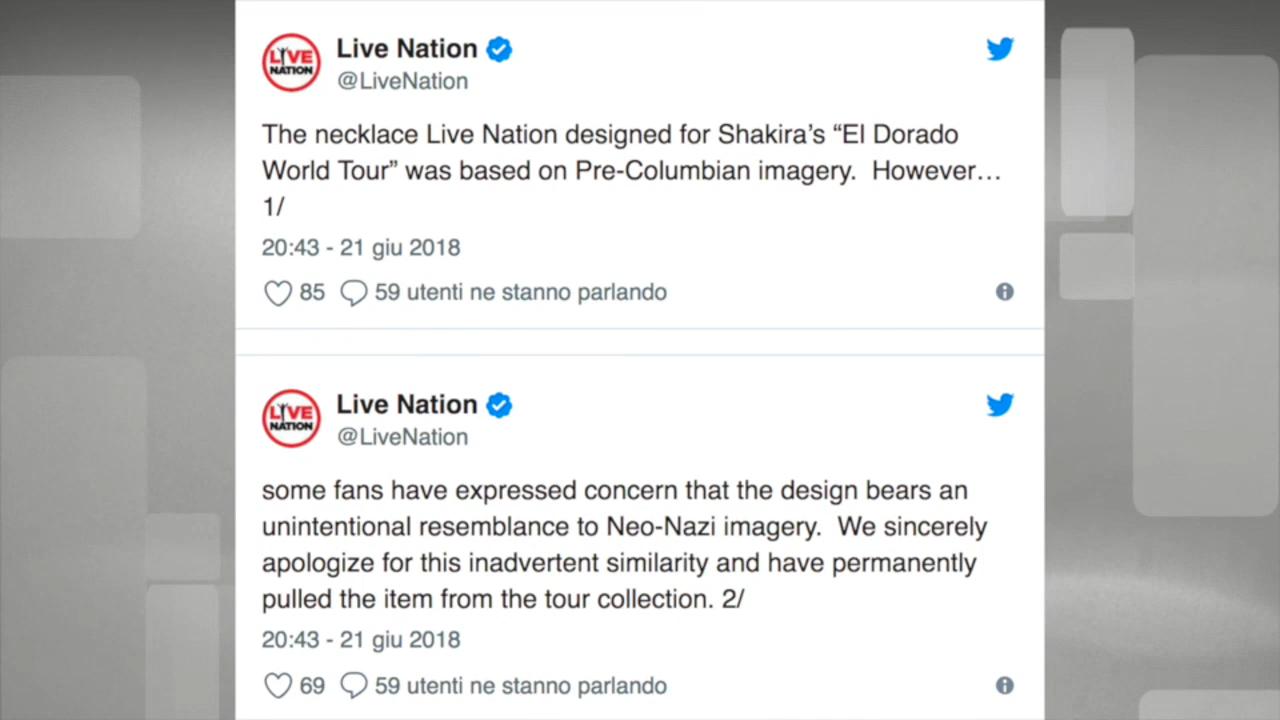 LIVE
NATION
Live Nation
@LiveNation
The necklace Live Nation designed for Shakira’s “El Dorado
World Tour” was based on Pre-Columbian imagery.  However…
1/
20:43 - 21 giu 2018
85 59 utenti ne stanno parlando
LIVE
NATION
Live Nation
@LiveNation
some fans have expressed concern that the design bears an
unintentional resemblance to Neo-Nazi imagery.  We sincerely
apologize for this inadvertent similarity and have permanently
pulled the item from the tour collection. 2/
20:43 - 21 giu 2018
69 59 utenti ne stanno parlando